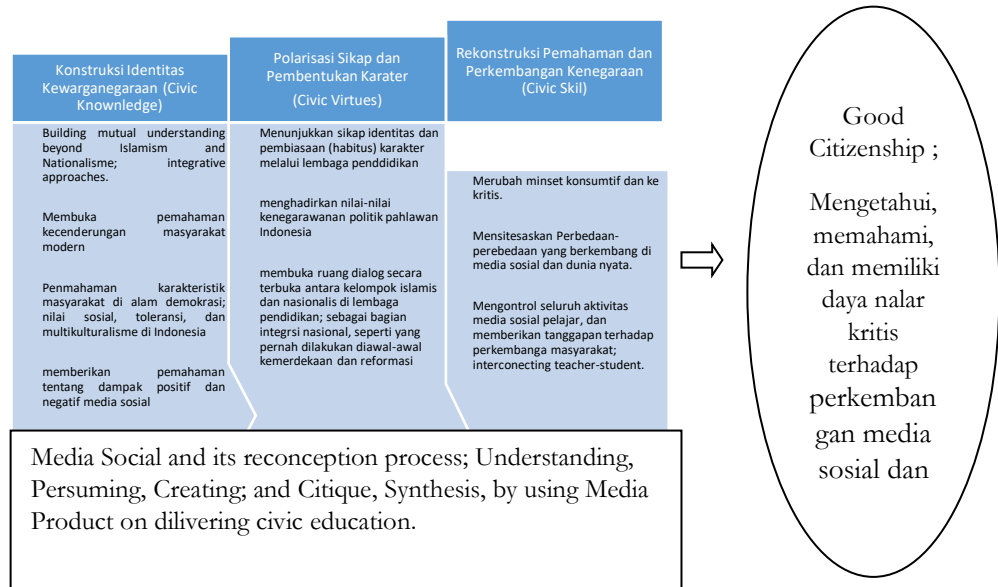 Konstruksi Identitas
Kewarganegaraan (Civic
Knownledge)
Building mutual understanding
beyond Islamism and
Nationalisme; integrative
approaches.
Membuka pemahaman
kecenderungan masyarakat
modern
Penmahaman karakteristik
masyarakat di alam demokrasi;
nilai sosial, toleransi, dan
multikulturalisme di Indonesia
memberikan pemahaman
tentang dampak positif dan
negatif media sosial
Polarisasi Sikap dan
Pembentukan Karater
(Civic Virtues)
Menunjukkan sikap identitas dan
pembiasaan (habitus) karakter
melalui lembaga penddidikan
menghadirkan nilai-nilai
kenegarawanan politik pahlawan
Indonesia
membuka ruang dialog secara
terbuka antara kelompok islamis
dan nasionalis di lembaga
pendidikan; sebagai bagian
integrsi nasional, seperti yang
pernah dilakukan diawal-awal
kemerdekaan dan reformasi
Rekonstruksi Pemahaman dan
Perkembangan Kenegaraan
(Civic Skil)
Merubah minset konsumtif dan ke
kritis.
Mensitesaskan Perbedaan-
perebedaan yang berkembang di
media sosial dan dunia nyata.
Mengontrol seluruh aktivitas
media sosial pelajar, dan
memberikan tanggapan terhadap
perkembanga masyarakat;
interconecting teacher-student.
Good
Citizenship ;
Mengetahui,
memahami,
dan memiliki
daya nalar
kritis
terhadap
perkemban
gan media
sosial dan
Media Social and its reconception process; Understanding,
Persuming, Creating; and Citique, Synthesis, by using Media
Product on dilivering civic education.